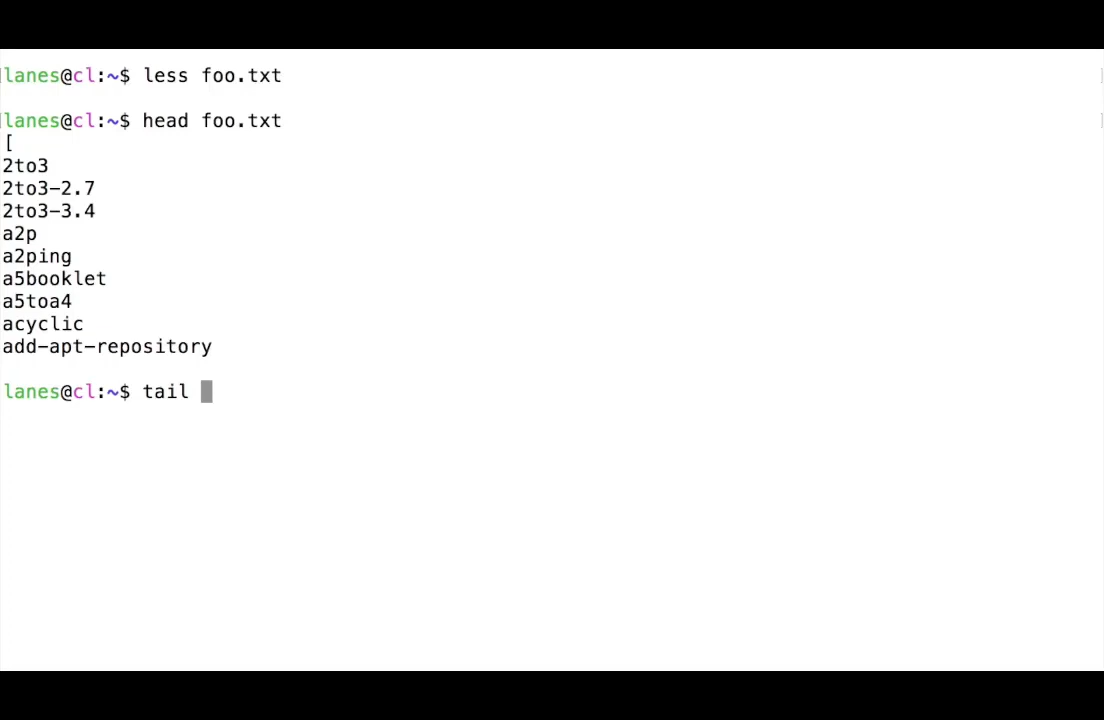 lanes@cl:~$ less foo.txt
lanes@cl:~$ head foo.txt
[
2to3
2to3-2.7
2to3-3.4
a2p
a2ping
a5booklet
a5toa4
acyclic
add-apt-repository
lanes@cl:~$ tail